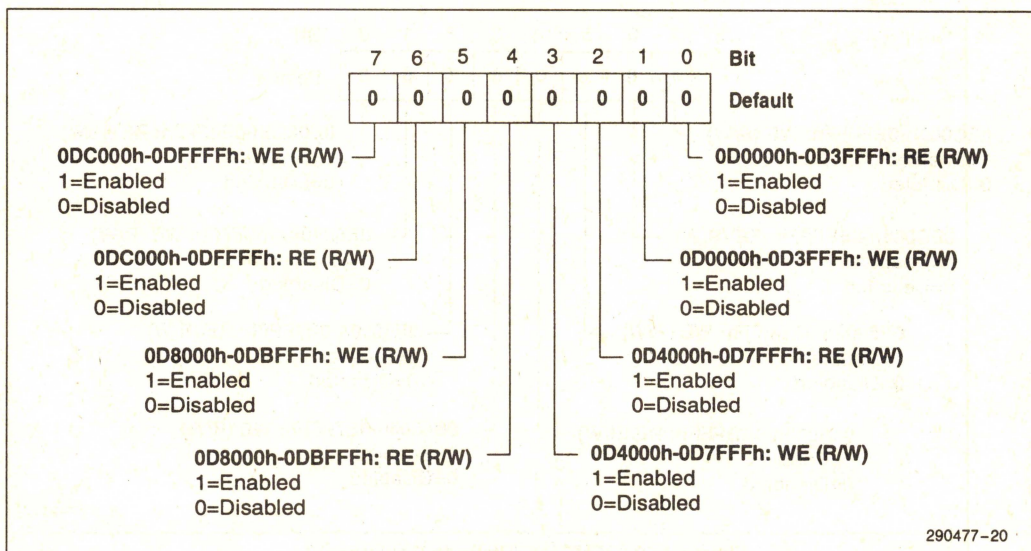 7 6 5 4 3 2 1 0 Bit
0 0 0 0 0 0 0 0 Default
0DC000h-0DFFFFh: WE (R/W)
1=Enabled
0=Disabled
0DC000h-0DFFFFh: RE (R/W)
1=Enabled
0=Disabled
0D8000h-0DBFFFh: WE (R/W)
1=Enabled
0=Disabled
0D8000h-0DBFFFh: RE (R/W)
1=Enabled
0=Disabled
0D0000h-0D3FFFh: RE (R/W)
1=Enabled
0=Disabled
0D0000h-0D3FFFh: WE (R/W)
1=Enabled
0=Disabled
0D4000h-0D7FFFh: RE (R/W)
1=Enabled
0=Disabled
0D4000h-0D7FFFh: WE (R/W)
1=Enabled
0=Disabled
290477-20